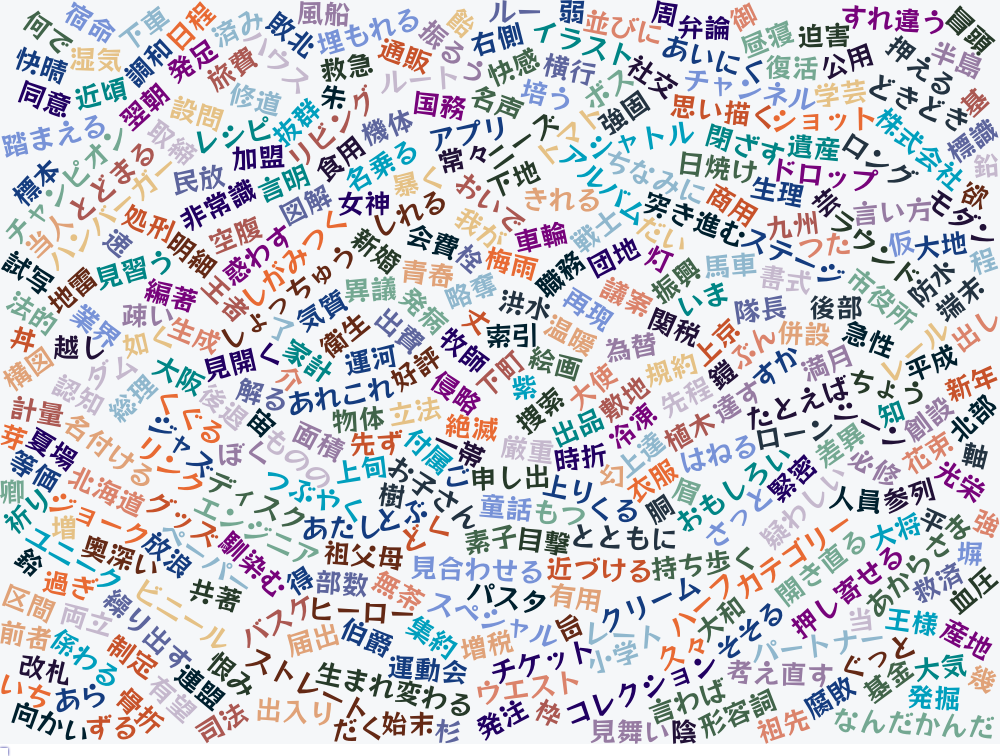 何で
宿命
下車
日程
済み
敗北
風船
埋もれる
振るう
飴
ルー
右側
弱
並びに
イラスト
周
弁論
御
昼寝
迫害
すれ違う
冒頭
快晴
湿気
調和
発足
旅費
ハウス
救急
通販
ルート
快感
横行
ボス
社交
あいにく
チャンネル
復活
公用
押える
半島
同意
近頃
翌朝
設問
修道
朱
国務
名声
培う
強固
思い描く
ショット
学芸
どきどき
基
標識
踏まえる
取締
レシピ
抜群
リビング
機体
アプリ
ニーズ
トマト
シャトル
閉ざす
遺産
ロング
株式会社
鉛
標本
チャンピオン
とどまる
民放
加盟
言明
食用
名乗る
常々
下地
アルバム
ちなみに
日焼け
ドロップ
生理
欲
モダン
当人
ハンバーガー
処刑
非常識
図解
女神
暴く
おいで
きれる
突き進む
商用
九州
章
ラウンド
言い方
速
明細
空腹
つく
しれる
我が
車輪
戦士
だい
ステージ
つた
仮
大地
程
試写
地雷
見習う
惑わす
しがみつく
新婚
会費
栓
梅雨
職務
団地
灯
振興
馬車
書式
市役所
防水
端末
法的
編著
王者
しょっちゅう
気質
異議
青春
略奪
洪水
再現
議案
いま
隊長
後部
丼
業界
疎い
生成
了
衛生
発病
出費
丈
索引
温暖
関税
上京
ぶん
併設
急性
レール
出し
構図
越し
如く
見開く
家計
運河
牧師
下町
絵画
為替
規約
鎧
すか
満月
平成
認知
ダム
総理
大阪
介
解る
あれこれ
好評
侵略
紫
捜索
大使
敷地
先程
達す
たとえば
ちょう
知
新年
計量
名付ける
くぐる
後退
宙
物体
立法
絶滅
出品
冷凍
植木
ローン
創設
北部
芽
夏場
ジャズ
リング
ぼく
ものの
面積
先ず
付属
一帯
厳重
時折
幻
上達
はねる
おもしろい
差異
必修
花束
軸
等価
北海道
グッズ
ディスク
つぶやく
上旬
お子さん
ご
申し出
上り
衣服
眉
緊密
疑わしい
人員
参列
光栄
卿
祈り
増
ジョーク
エンジニア
あたし
樹
とぶ
とく
童話
もつ
くる
胴
さっと
大将
平
強
ユニーク
奥深い
放浪
ペーパー
馴染む
祖父母
素子
目撃
とともに
カテゴリー
開き直る
さま
塀
鈴
過ぎ
共著
得
部数
見合わせる
近づける
持ち歩く
ハーフ
押し寄せる
あからさま
救済
血圧
区間
両立
繰り出す
ビニール
バスケ
ヒーロー
無茶
スペシャル
パスタ
有用
クリーム
大和
そそる
当
王様
産地
前者
係わる
制定
恨み
届出
伯爵
集約
増税
缶
レート
小学
久々
パートナー
ぐっと
大気
幾
改札
いち
あら
骨折
有望
連盟
ストレート
生まれ変わる
運動会
チケット
ウエスト
コレクション
考え直す
腐敗
基金
発掘
向かい
ずる
司法
出入り
だく
始末
杉
発注
枠
見舞い
言わば
陰
形容詞
祖先
なんだかんだ